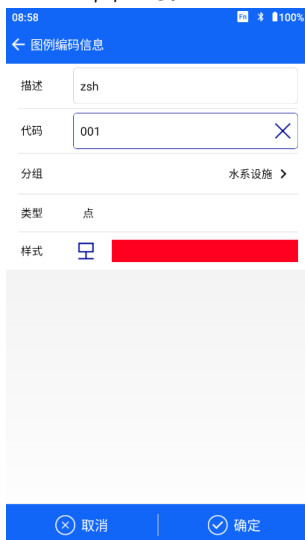 08:58 Fn 100%
图例编码信息
描述 zsh
代码 001
分组 水系设施
类型 点
样式
取消 确定